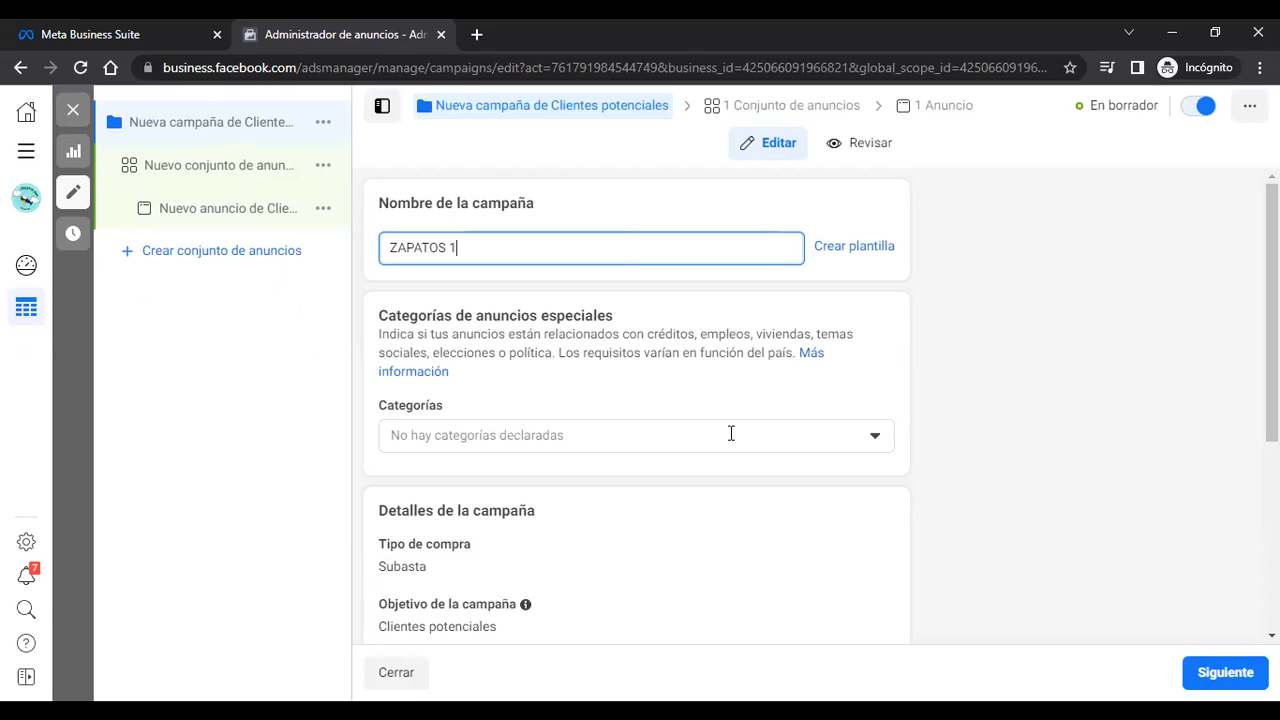 Meta Business Suite
Administrador de anuncios - Adr
business.facebook.com/adsmanager/manage/campaigns/edit?act=761791984544749&business_id=425066091966821&global_scope_id=42506609196...
Incógnito
Nueva campaña de Cliente...
Nuevo conjunto de anun...
Nuevo anuncio de Clie...
+ Crear conjunto de anuncios
7
Nueva campaña de Clientes potenciales
1 Conjunto de anuncios
1 Anuncio
En borrador
Editar
Revisar
Nombre de la campaña
ZAPATOS 1
Crear plantilla
Categorías de anuncios especiales
Indica si tus anuncios están relacionados con créditos, empleos, viviendas, temas
sociales, elecciones o política. Los requisitos varían en función del país. Más
información
Categorías
No hay categorías declaradas
Detalles de la campaña
Tipo de compra
Subasta
Objetivo de la campaña
Clientes potenciales
Cerrar
Siguiente